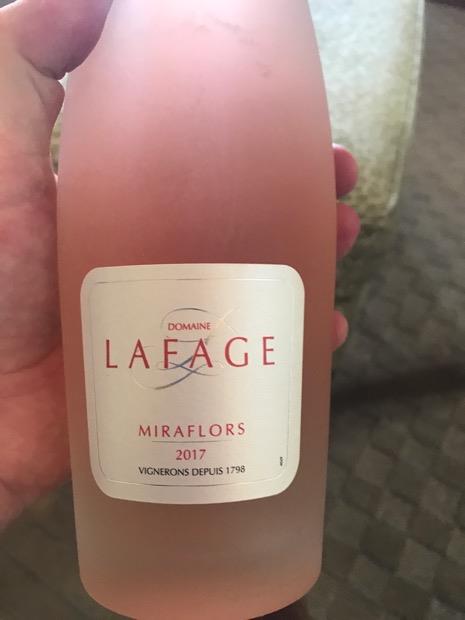 DOMAINE
LAFAGE
MIRAFLORS
2017
VIGNERONS DEPUIS 1798